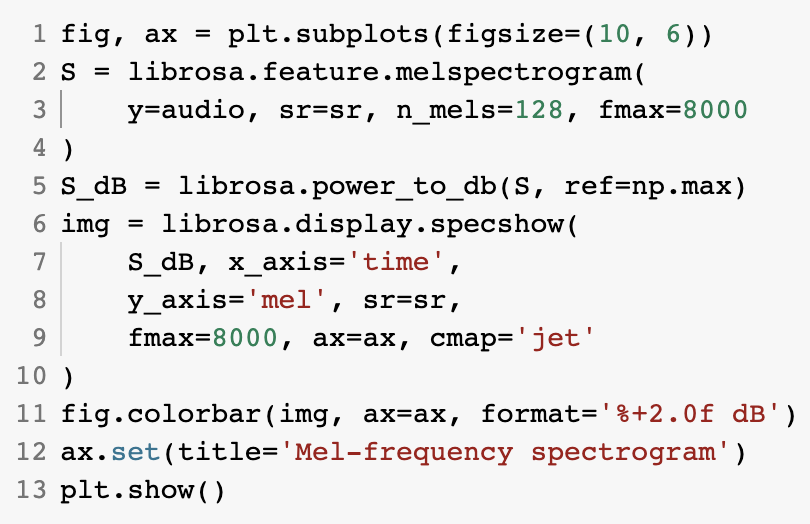 1 fig, ax = plt.subplots(figsize=(10, 6))
2 S = librosa.feature.melspectrogram(
3     y=audio, sr=sr, n_mels=128, fmax=8000
4 )
5 S_dB = librosa.power_to_db(S, ref=np.max)
6 img = librosa.display.specshow(
7     S_dB, x_axis='time',
8     y_axis='mel', sr=sr,
9     fmax=8000, ax=ax, cmap='jet'
10 )
11 fig.colorbar(img, ax=ax, format='%+2.0f dB')
12 ax.set(title='Mel-frequency spectrogram')
13 plt.show()